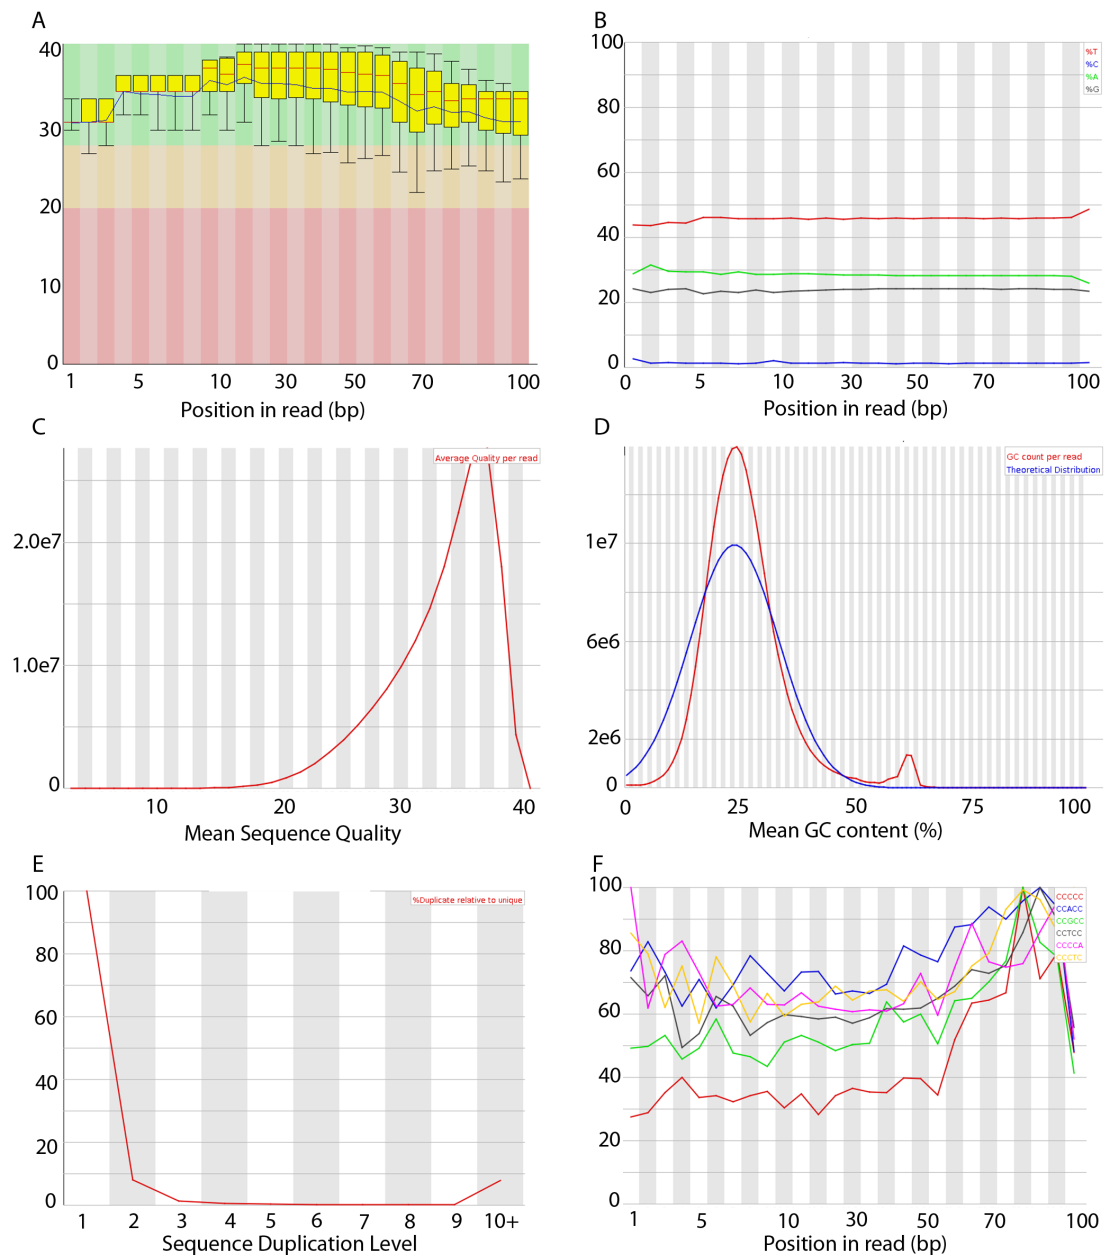 A
40
30
20
10
0
1 5 10 30 50 70 100
Position in read (bp)
B
100
80
60
40
20
0
%T
%C
%A
%G
0 5 10 30 50 70 100
Position in read (bp)
C
Average Quality per read
2.0e7
1.0e7
0
10 20 30 40
Mean Sequence Quality
D
GC count per read
Theoretical Distribution
1e7
6e6
2e6
0
0 25 50 75 100
Mean GC content (%)
E
%Duplicate relative to unique
100
80
60
40
20
0
1 2 3 4 5 6 7 8 9 10+
Sequence Duplication Level
F
100
80
60
40
20
0
CCCCC
CCACC
CCGCC
CCTCC
CCCCA
CCCTC
1 5 10 30 50 70 100
Position in read (bp)